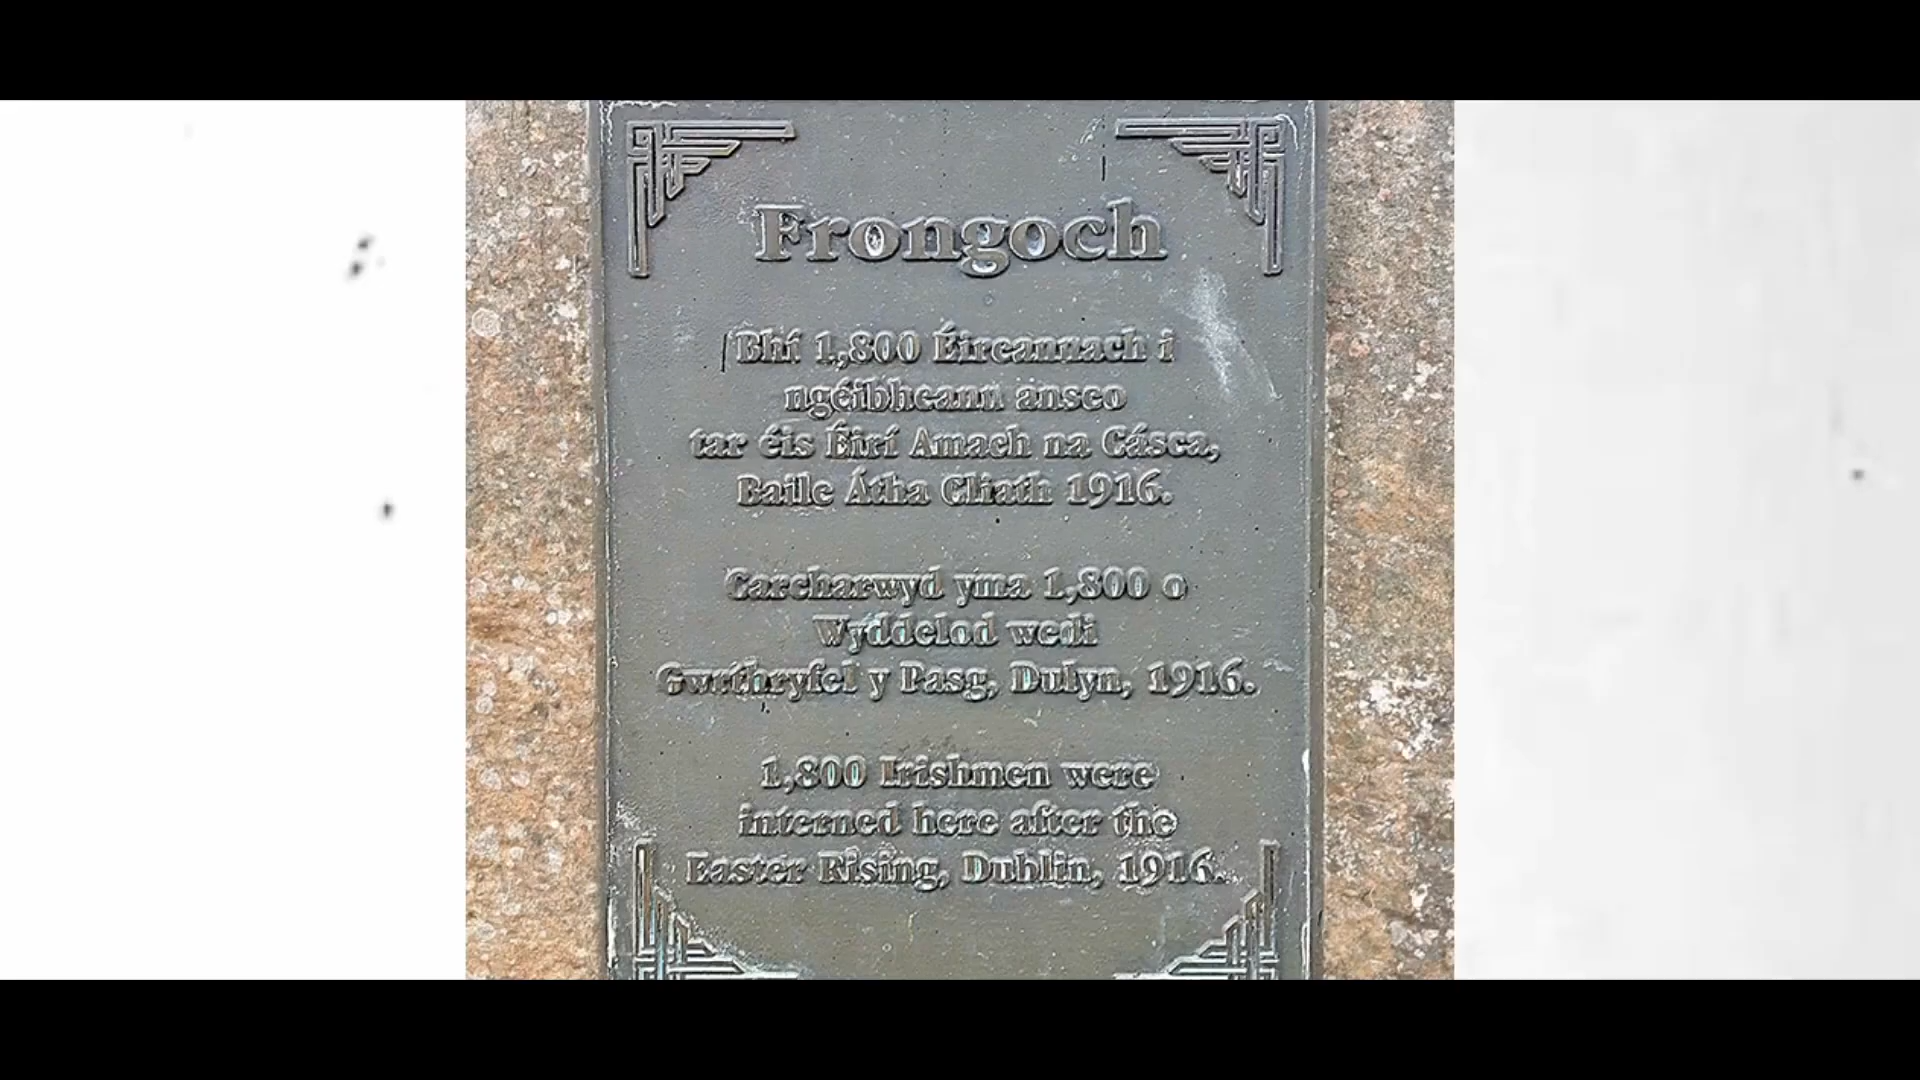 Frongoch
Bhí 1,800 Éireannach i
ngéibheann anseo
tar éis Éirí Amach na Cásca,
Baile Átha Cliath 1916.
Carcharwyd yma 1,800 o
Wyddelod wedi
Gwrthryfel y Pasg, Dulyn, 1916.
1,800 Irishmen were
interned here after the
Easter Rising, Dublin, 1916.